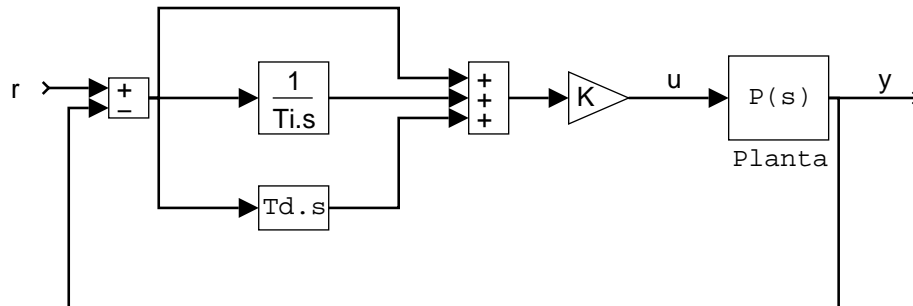 r
+
−
1
Ti.s
Td.s
+
+
+
K
u
P(s)
Planta
y